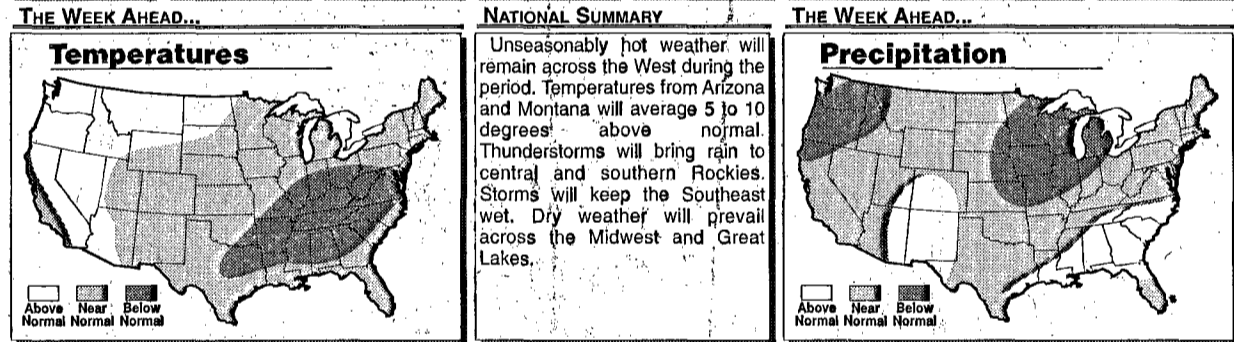 THE WEEK AHEAD...
Temperatures
Above Normal
Near Normal
Below Normal
NATIONAL SUMMARY
Unseasonably hot weather will
remain across the West during the
period. Temperatures from Arizona
and Montana will average 5 to 10
degrees above normal.
Thunderstorms will bring rain to
central and southern Rockies.
Storms will keep the Southeast
wet. Dry weather will prevail
across the Midwest and Great
Lakes.
THE WEEK AHEAD...
Precipitation
Above Normal
Near Normal
Below Normal